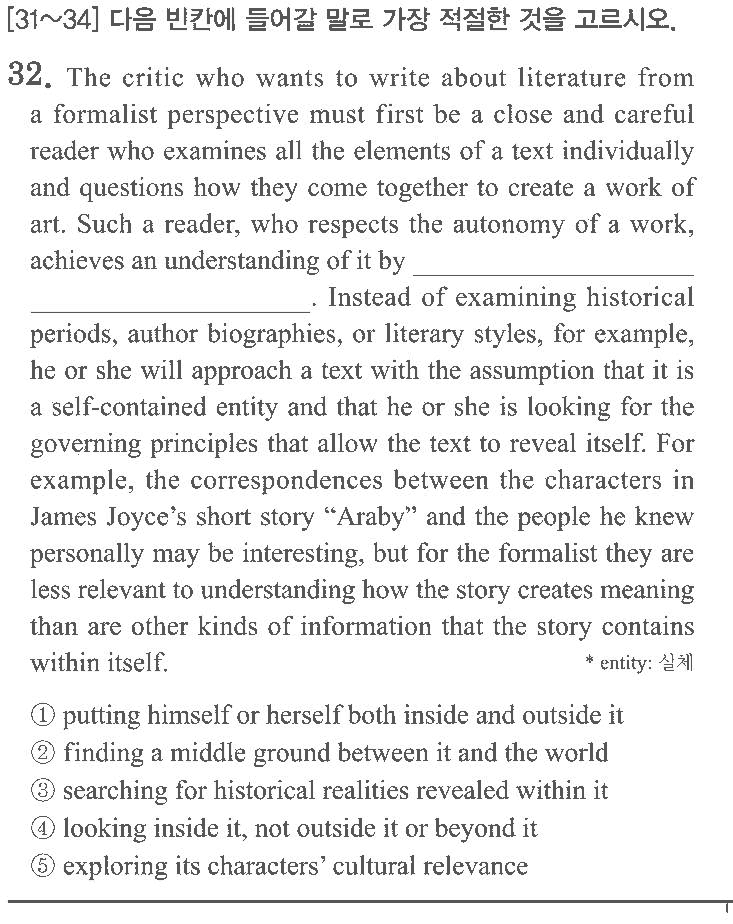 [31~34] 다음 빈칸에 들어갈 말로 가장 적절한 것을 고르시오.
32. The critic who wants to write about literature from
a formalist perspective must first be a close and careful
reader who examines all the elements of a text individually
and questions how they come together to create a work of
art. Such a reader, who respects the autonomy of a work,
achieves an understanding of it by ____________________
____________________. Instead of examining historical
periods, author biographies, or literary styles, for example,
he or she will approach a text with the assumption that it is
a self-contained entity and that he or she is looking for the
governing principles that allow the text to reveal itself. For
example, the correspondences between the characters in
James Joyce's short story “Araby” and the people he knew
personally may be interesting, but for the formalist they are
less relevant to understanding how the story creates meaning
than are other kinds of information that the story contains
within itself. * entity: 실체
① putting himself or herself both inside and outside it
② finding a middle ground between it and the world
③ searching for historical realities revealed within it
④ looking inside it, not outside it or beyond it
⑤ exploring its characters' cultural relevance